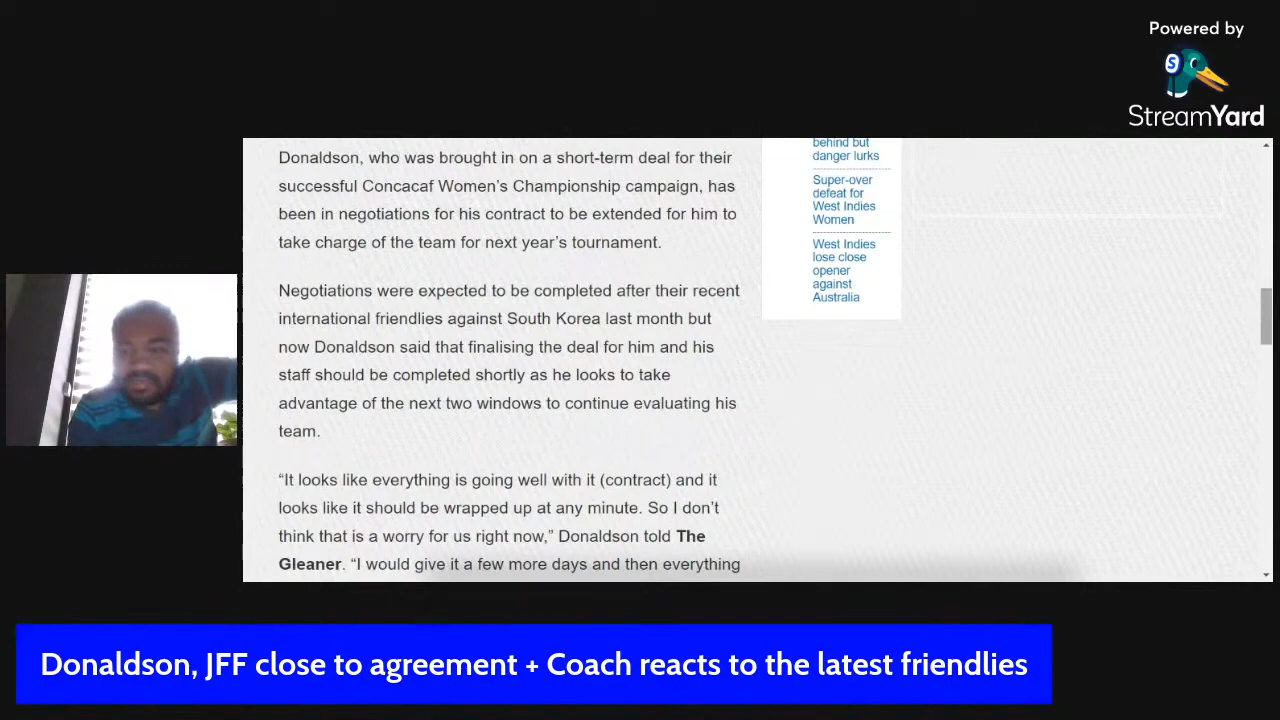 Powered by
StreamYard
Donaldson, who was brought in on a short-term deal for their
successful Concacaf Women's Championship campaign, has
been in negotiations for his contract to be extended for him to
take charge of the team for next year's tournament.
Negotiations were expected to be completed after their recent
international friendlies against South Korea last month but
now Donaldson said that finalising the deal for him and his
staff should be completed shortly as he looks to take
advantage of the next two windows to continue evaluating his
team.
“It looks like everything is going well with it (contract) and it
looks like it should be wrapped up at any minute. So I don't
think that is a worry for us right now,” Donaldson told The
Gleaner. “I would give it a few more days and then everything
behind but
danger lurks
Super-over
defeat for
West Indies
Women
West Indies
lose close
opener
against
Australia
Donaldson, JFF close to agreement + Coach reacts to the latest friendlies